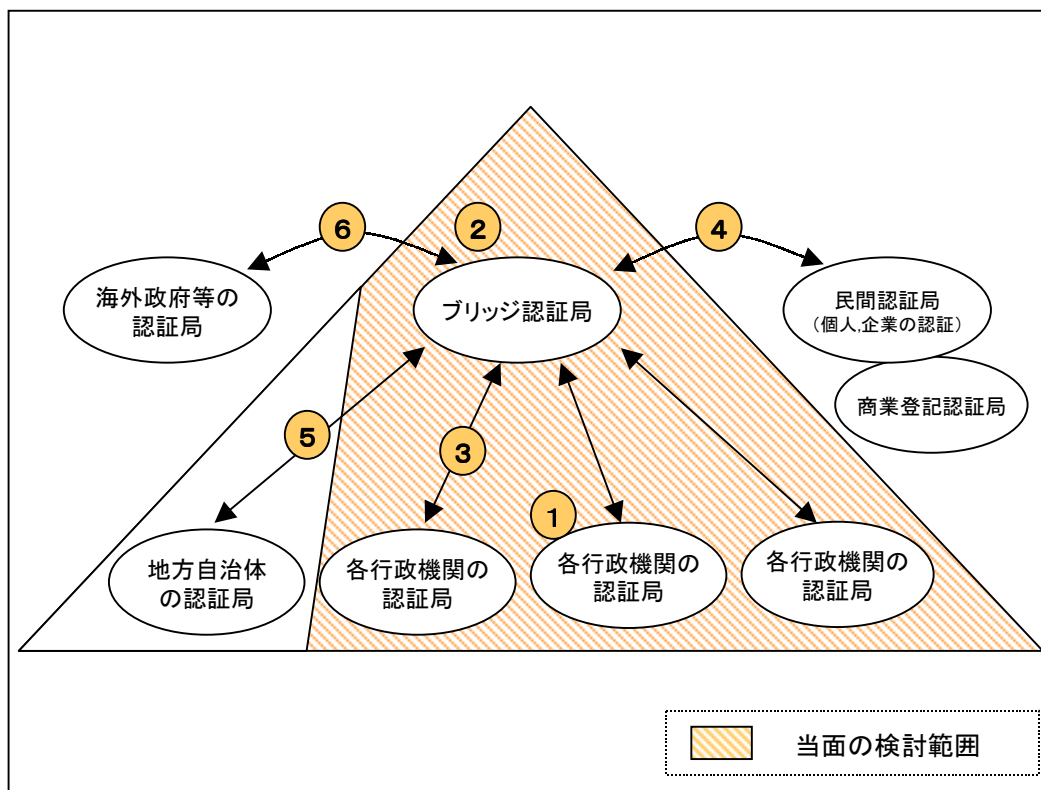 ６
２
４
海外政府等の
認証局
ブリッジ認証局
民間認証局
（個人,企業の認証）
商業登記認証局
５
３
１
地方自治体
の認証局
各行政機関の
認証局
各行政機関の
認証局
各行政機関の
認証局
当面の検討範囲